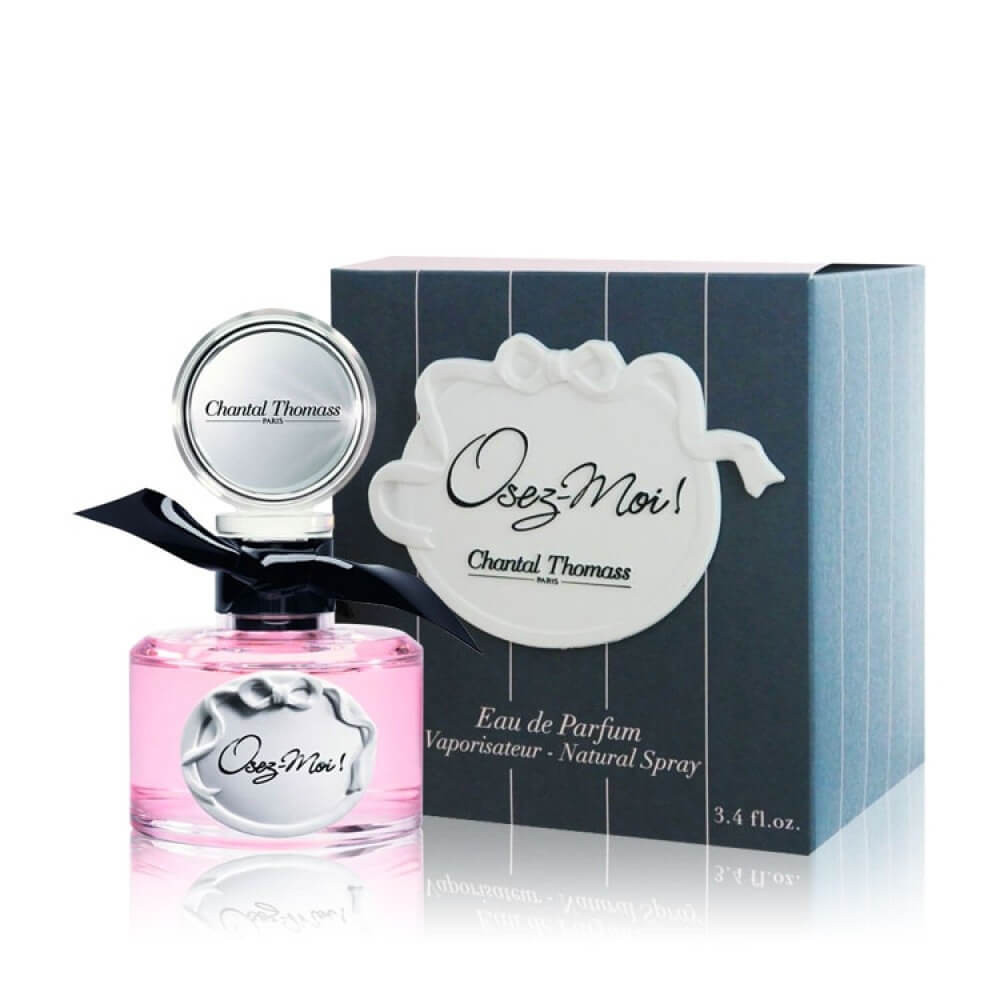 Chantal Thomass
PARIS
Osez-Moi!
Osez-Moi!
Chantal Thomass
PARIS
Eau de Parfum
Vaporisateur - Natural Spray
3.4 fl.oz.